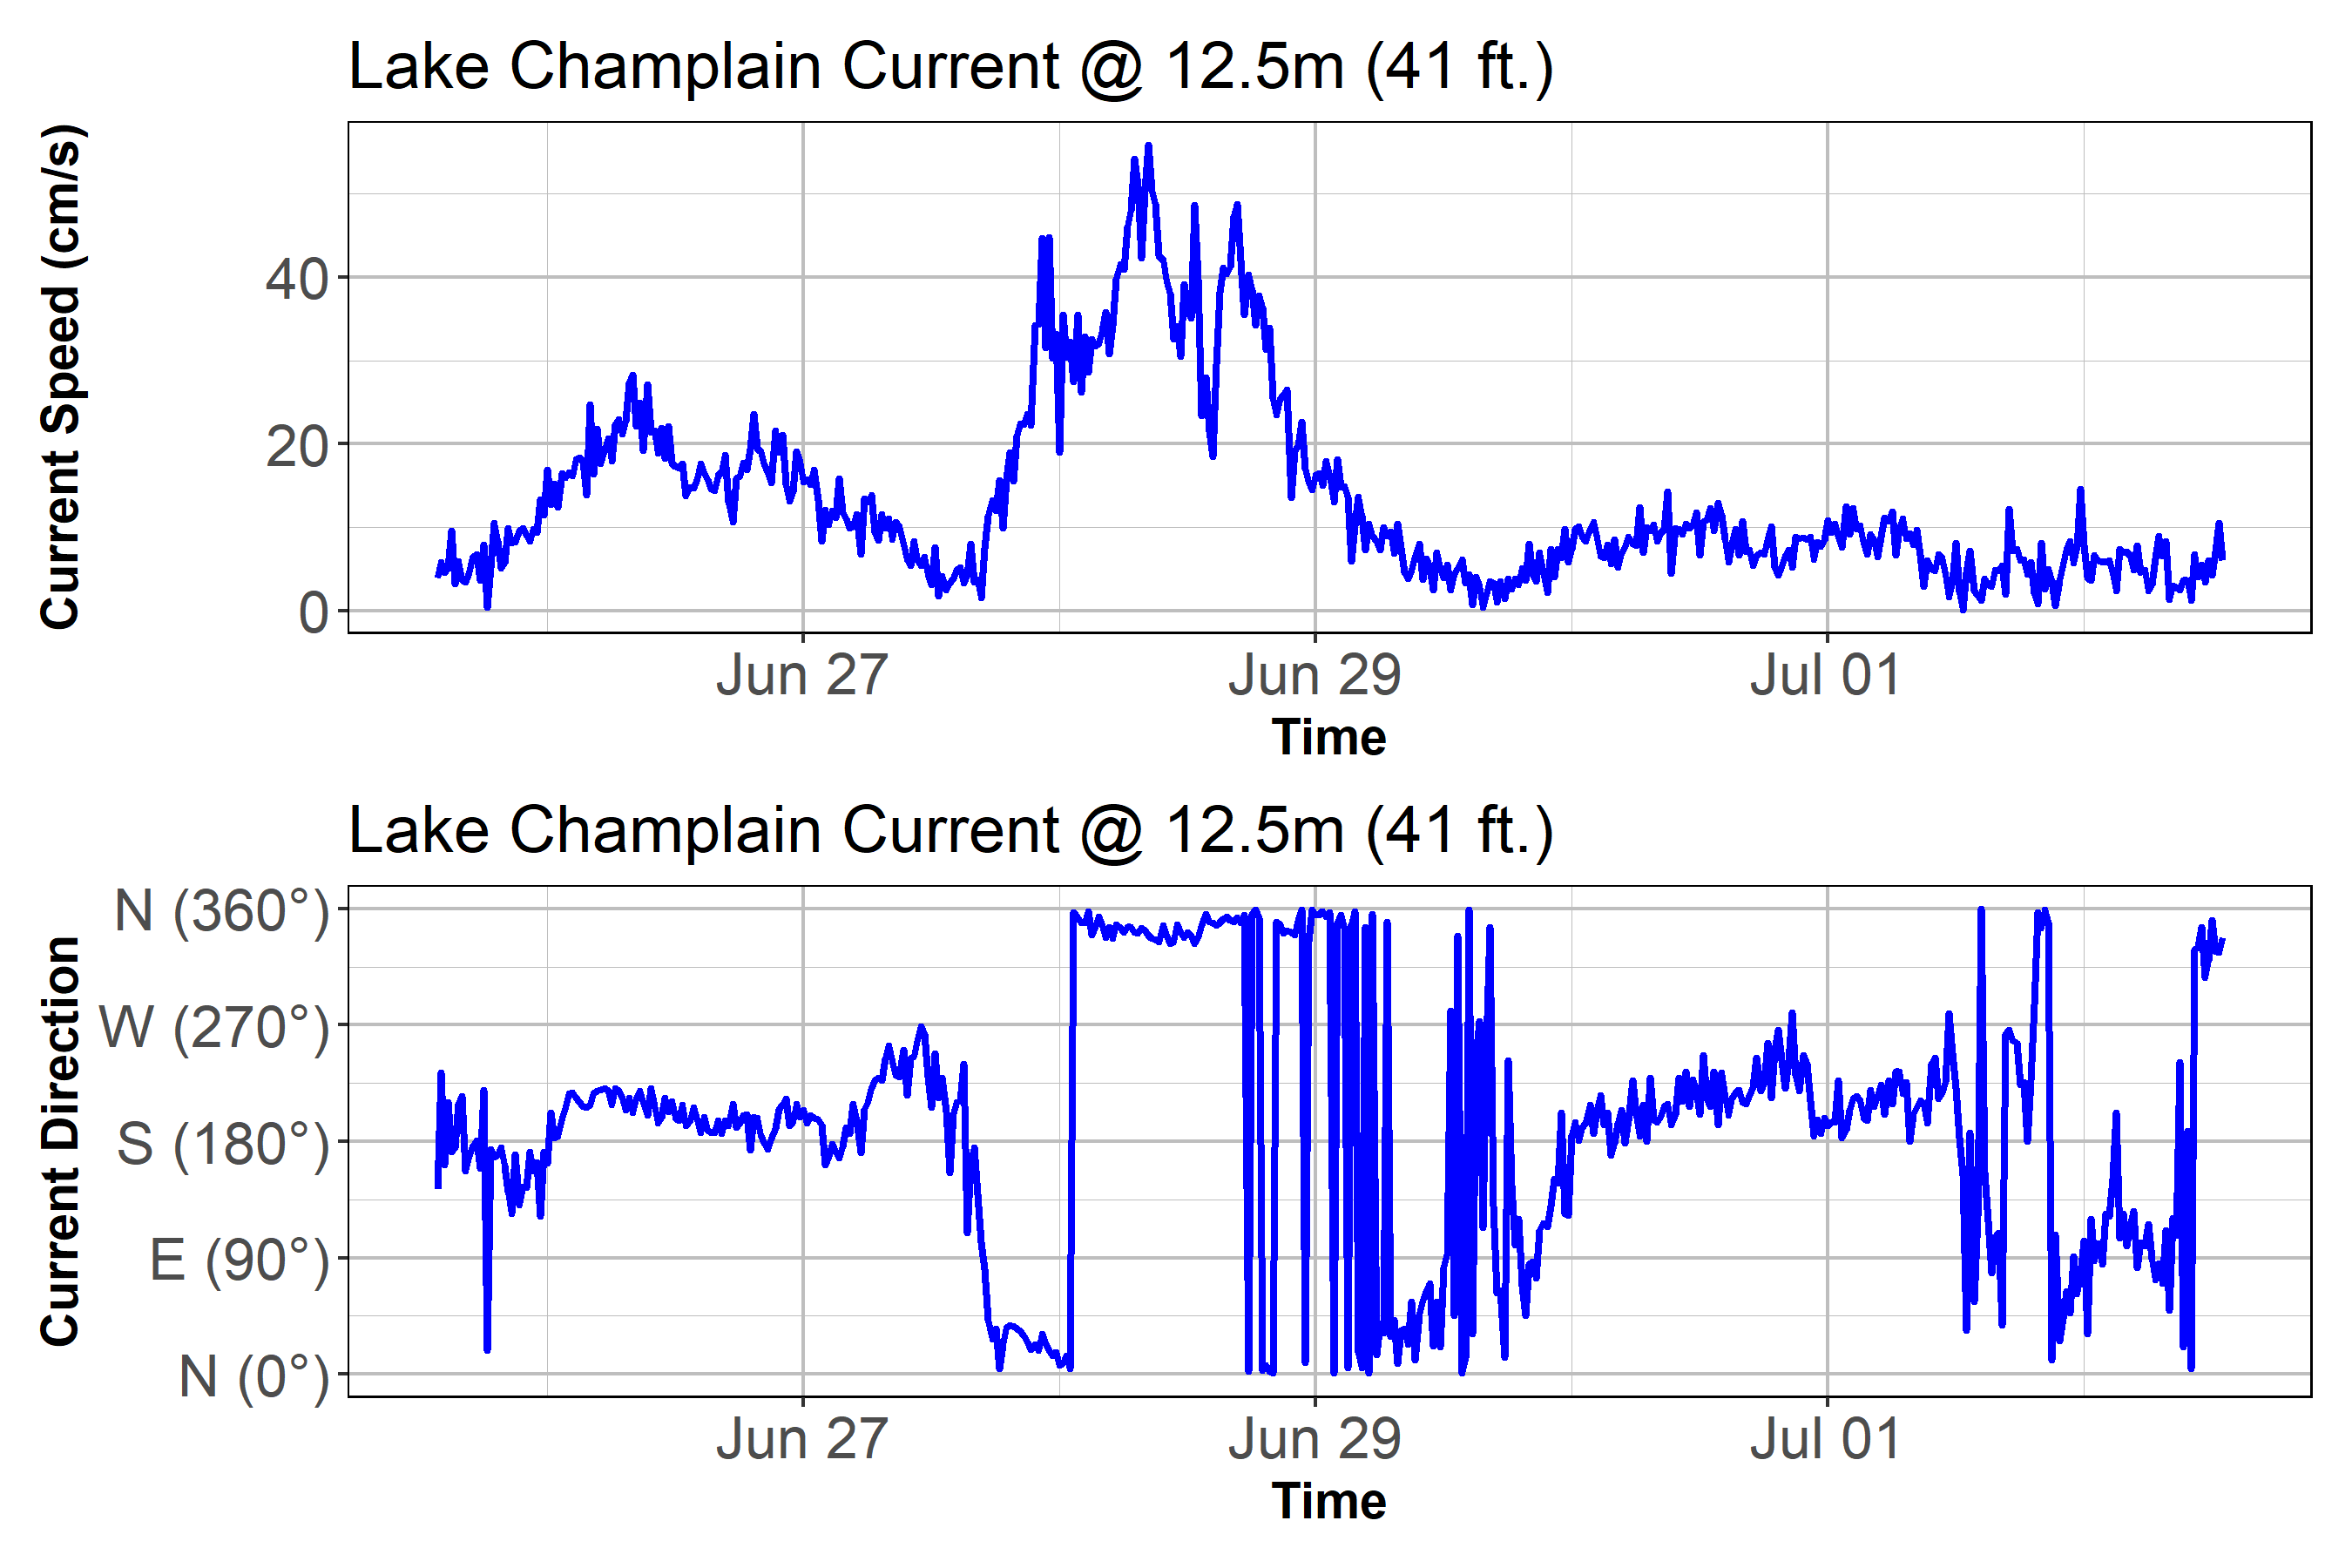 Lake Champlain Current @ 12.5m (41 ft.)
Current Speed (cm/s)
40
20
0
Jun 27 Jun 29 Jul 01
Time
Lake Champlain Current @ 12.5m (41 ft.)
Current Direction
N (360°)
W (270°)
S (180°)
E (90°)
N (0°)
Jun 27 Jun 29 Jul 01
Time